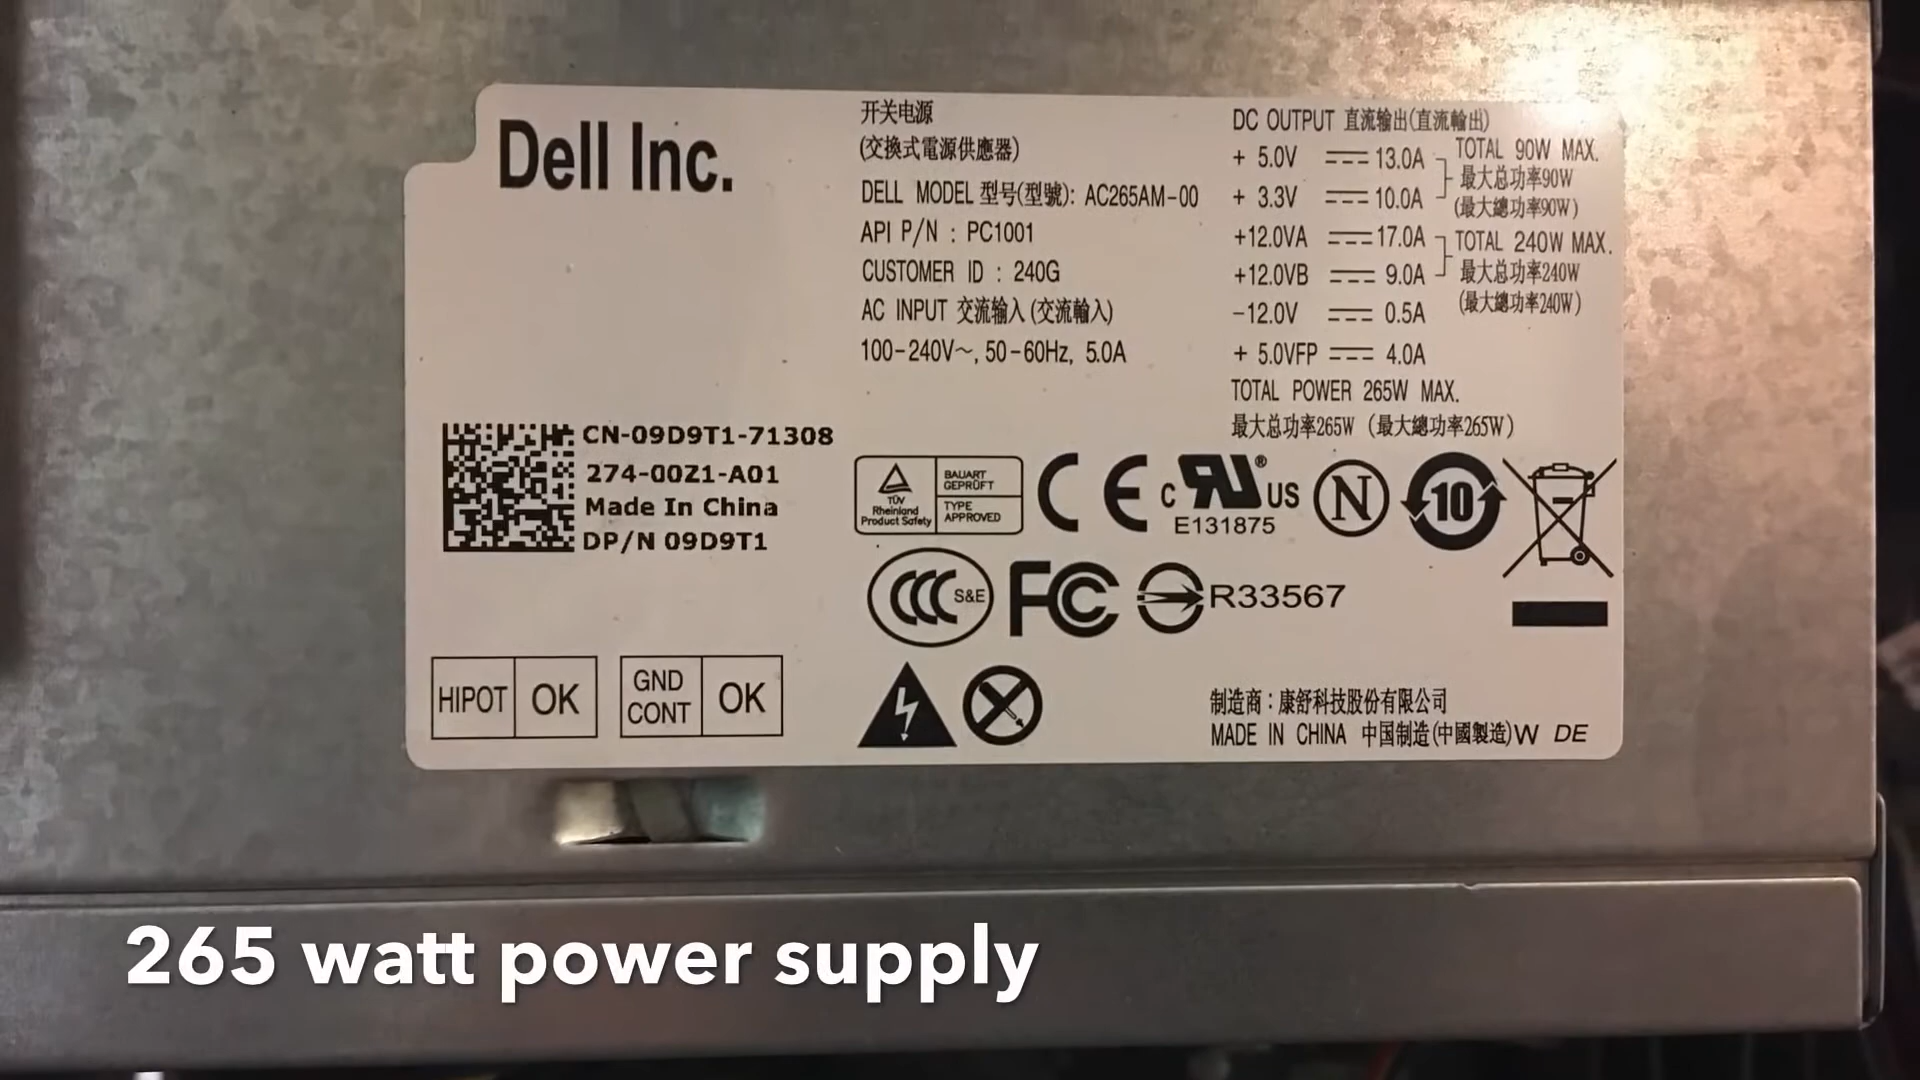 Dell Inc.
开关电源
(交換式電源供應器)
DELL MODEL 型号(型號): AC265AM-00
API P/N : PC1001
CUSTOMER ID : 240G
AC INPUT 交流输入 (交流輸入)
100-240V~, 50-60Hz, 5.0A
DC OUTPUT 直流输出(直流輸出)
+ 5.0V ⎓ 13.0A
+ 3.3V ⎓ 10.0A
TOTAL 90W MAX.
最大总功率90W
(最大總功率90W)
+12.0VA ⎓ 17.0A
+12.0VB ⎓ 9.0A
TOTAL 240W MAX.
最大总功率240W
(最大總功率240W)
-12.0V ⎓ 0.5A
+ 5.0VFP ⎓ 4.0A
TOTAL POWER 265W MAX.
最大总功率265W (最大總功率265W)
CN-09D9T1-71308
274-00Z1-A01
Made In China
DP/N 09D9T1
TÜV
Rheinland
Product Safety
BAUART
GEPRÜFT
TYPE
APPROVED
CE
C RU® US
E131875
N
10
CCC S&E
FC
R33567
HIPOT OK
GND
CONT
OK
制造商：康舒科技股份有限公司
MADE IN CHINA 中国制造(中國製造)W DE
265 watt power supply